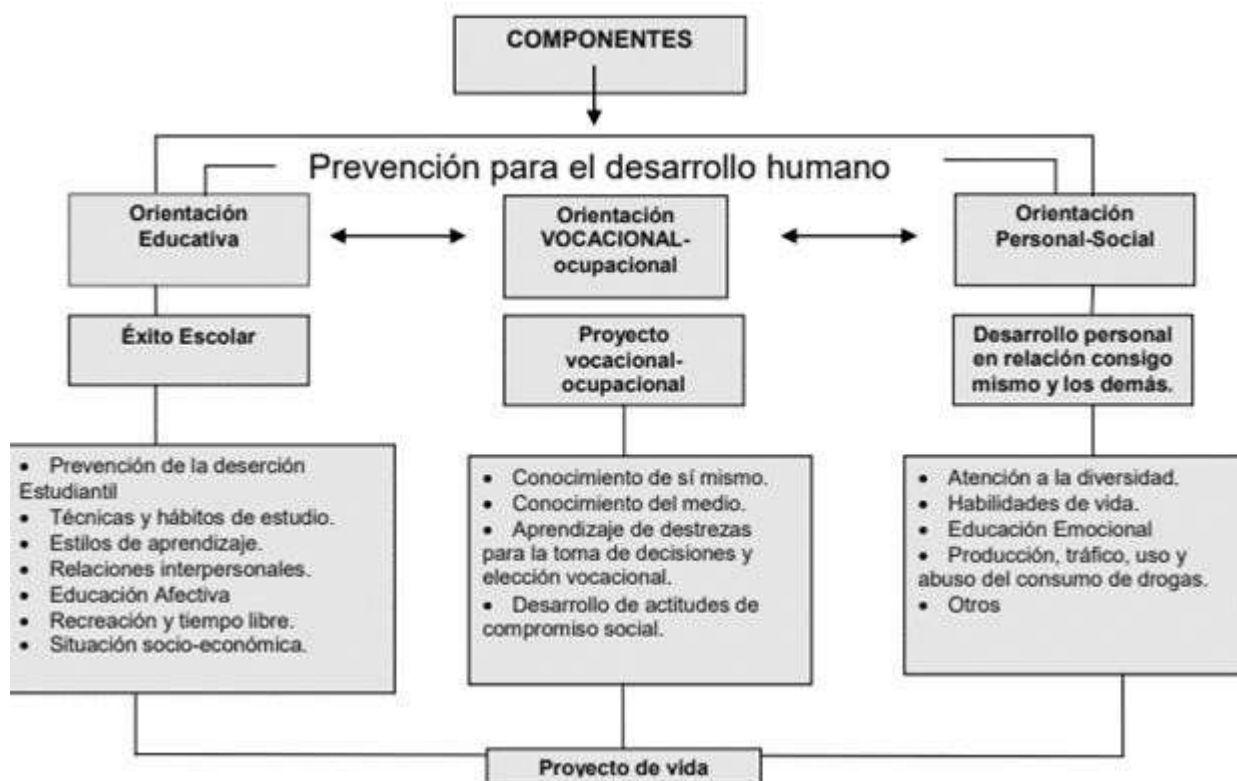 COMPONENTES
Prevención para el desarrollo humano
Orientación
Educativa
Orientación
VOCACIONAL-
ocupacional
Orientación
Personal-Social
Éxito Escolar
Proyecto
vocacional-
ocupacional
Desarrollo personal
en relación consigo
mismo y los demás.
• Prevención de la deserción
Estudiantil
• Técnicas y hábitos de estudio.
• Estilos de aprendizaje.
• Relaciones interpersonales.
• Educación Afectiva
• Recreación y tiempo libre.
• Situación socio-económica.
• Conocimiento de sí mismo.
• Conocimiento del medio.
• Aprendizaje de destrezas
para la toma de decisiones y
elección vocacional.
• Desarrollo de actitudes de
compromiso social.
• Atención a la diversidad.
• Habilidades de vida.
• Educación Emocional
• Producción, tráfico, uso y
abuso del consumo de drogas.
• Otros
Proyecto de vida